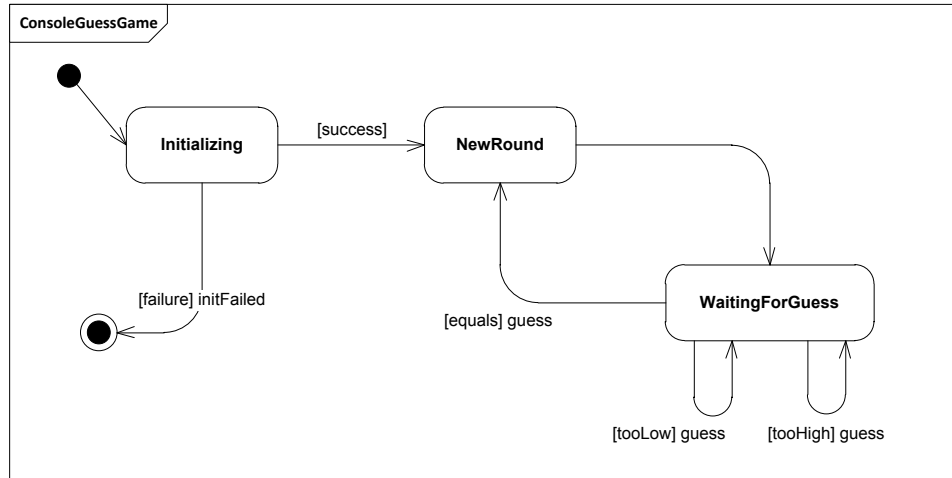 ConsoleGuessGame
Initializing
[success]
NewRound
[failure] initFailed
WaitingForGuess
[equals] guess
[tooLow] guess
[tooHigh] guess